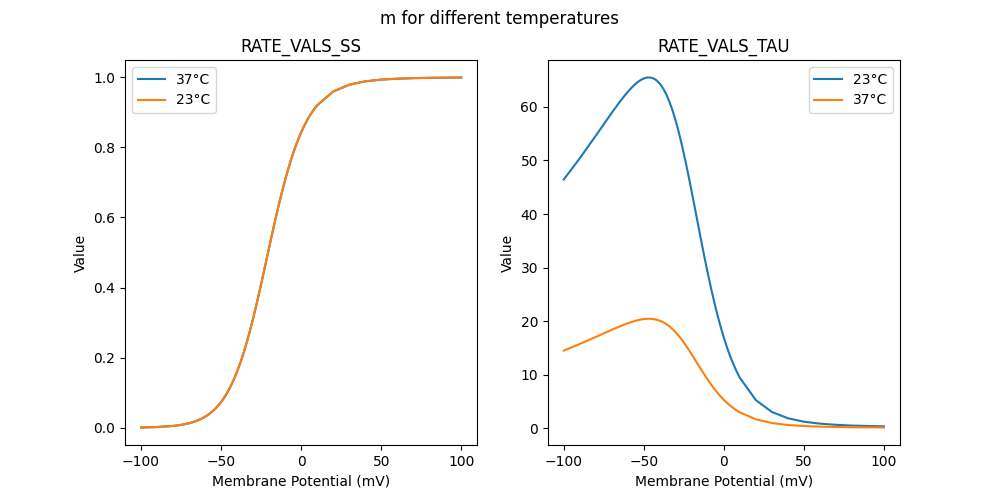 m for different temperatures
RATE_VALS_SS
RATE_VALS_TAU
37°C
23°C
23°C
37°C
Value
1.0
0.8
0.6
0.4
0.2
0.0
−100
−50
0
50
100
Membrane Potential (mV)
Value
60
50
40
30
20
10
0
−100
−50
0
50
100
Membrane Potential (mV)